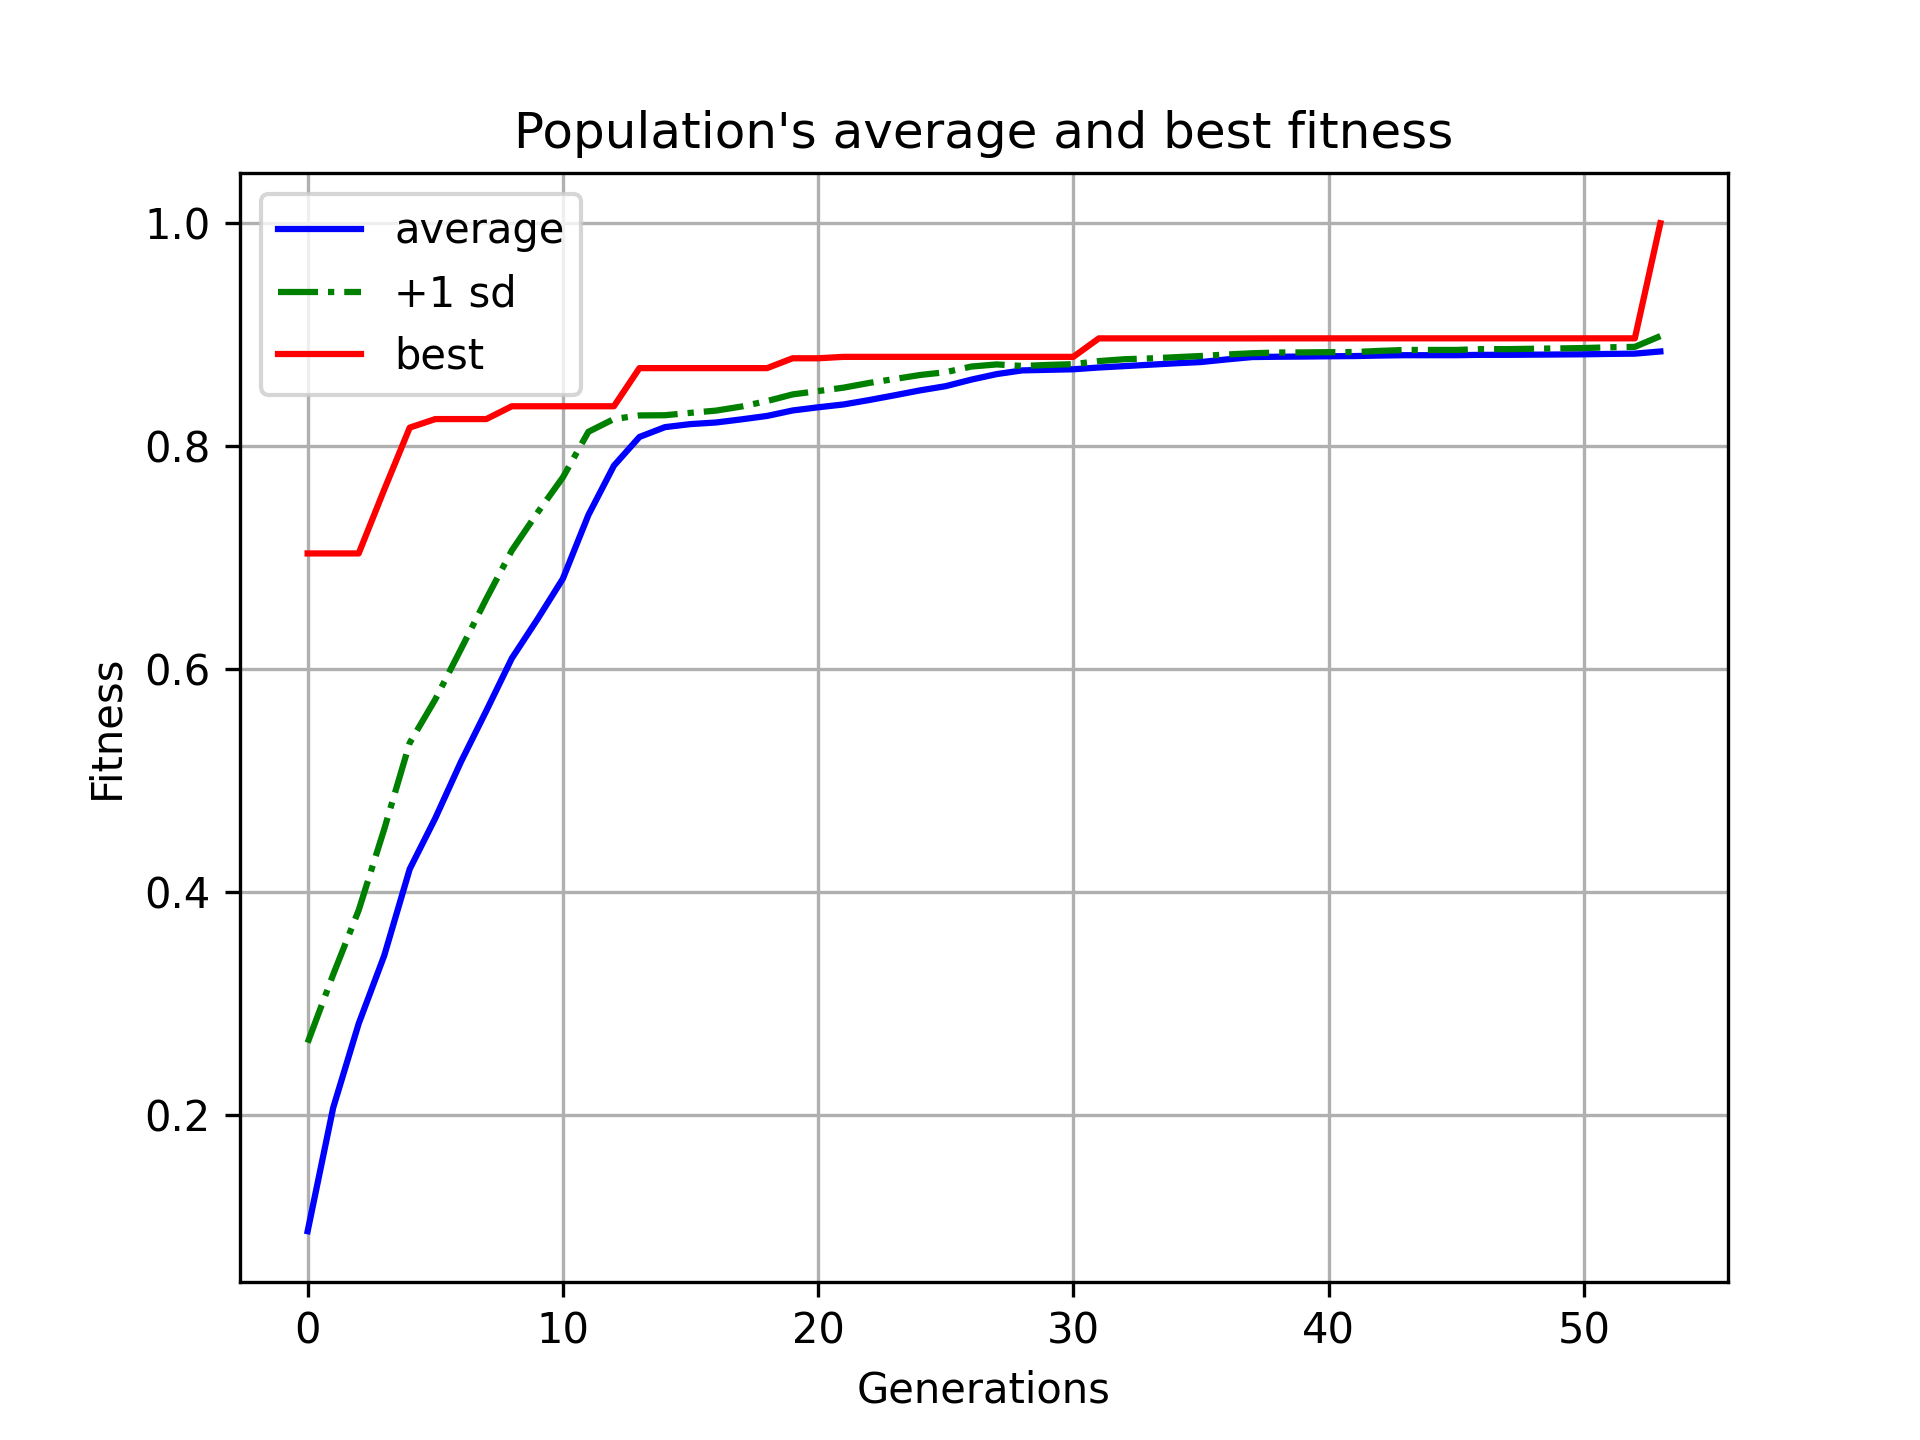 Population's average and best fitness
average
+1 sd
best
Fitness
1.0
0.8
0.6
0.4
0.2
0 10 20 30 40 50
Generations